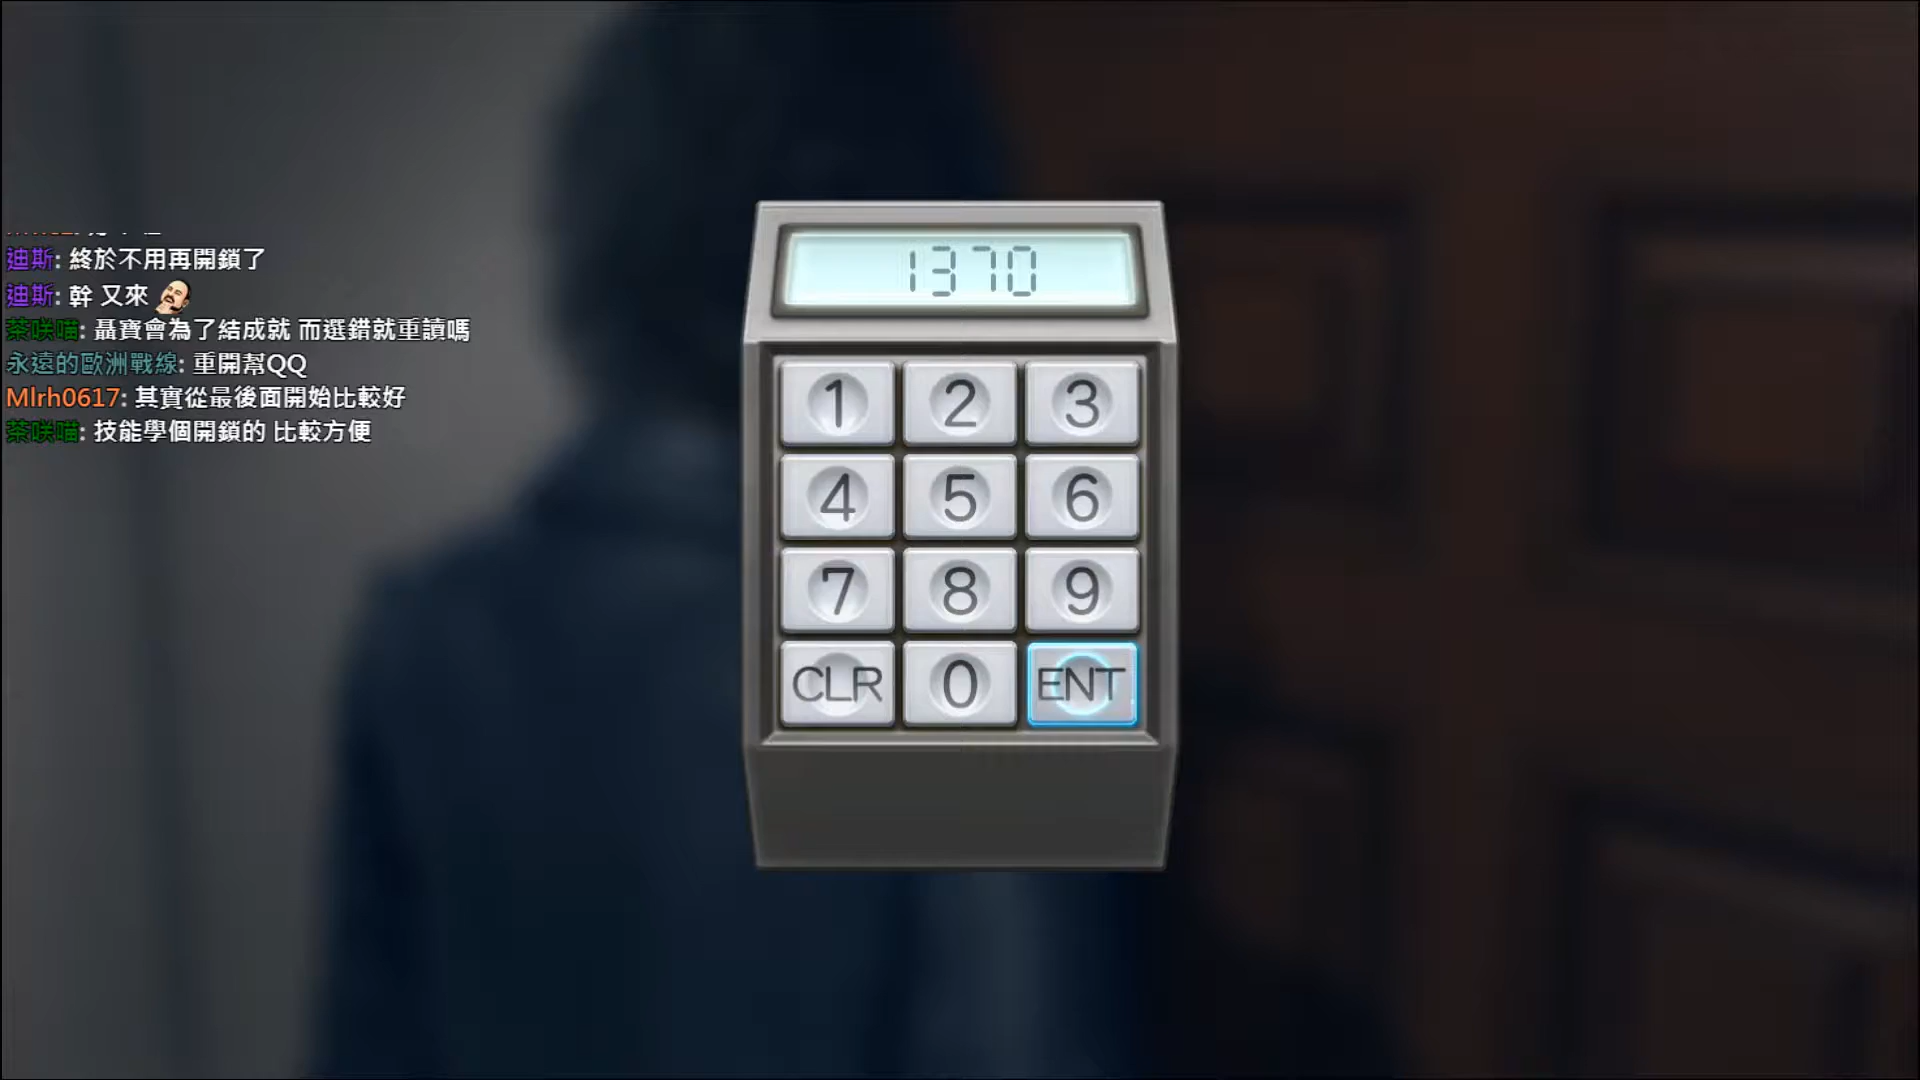 迪斯: 終於不用再開鎖了
迪斯: 幹 又來
茶咲喵: 聶寶會為了結成就 而選錯就重讀嗎
永遠的歐洲戰線: 重開幫QQ
Mlrh0617: 其實從最後面開始比較好
茶咲喵: 技能學個開鎖的 比較方便
1370
1 2 3
4 5 6
7 8 9
CLR 0 ENT